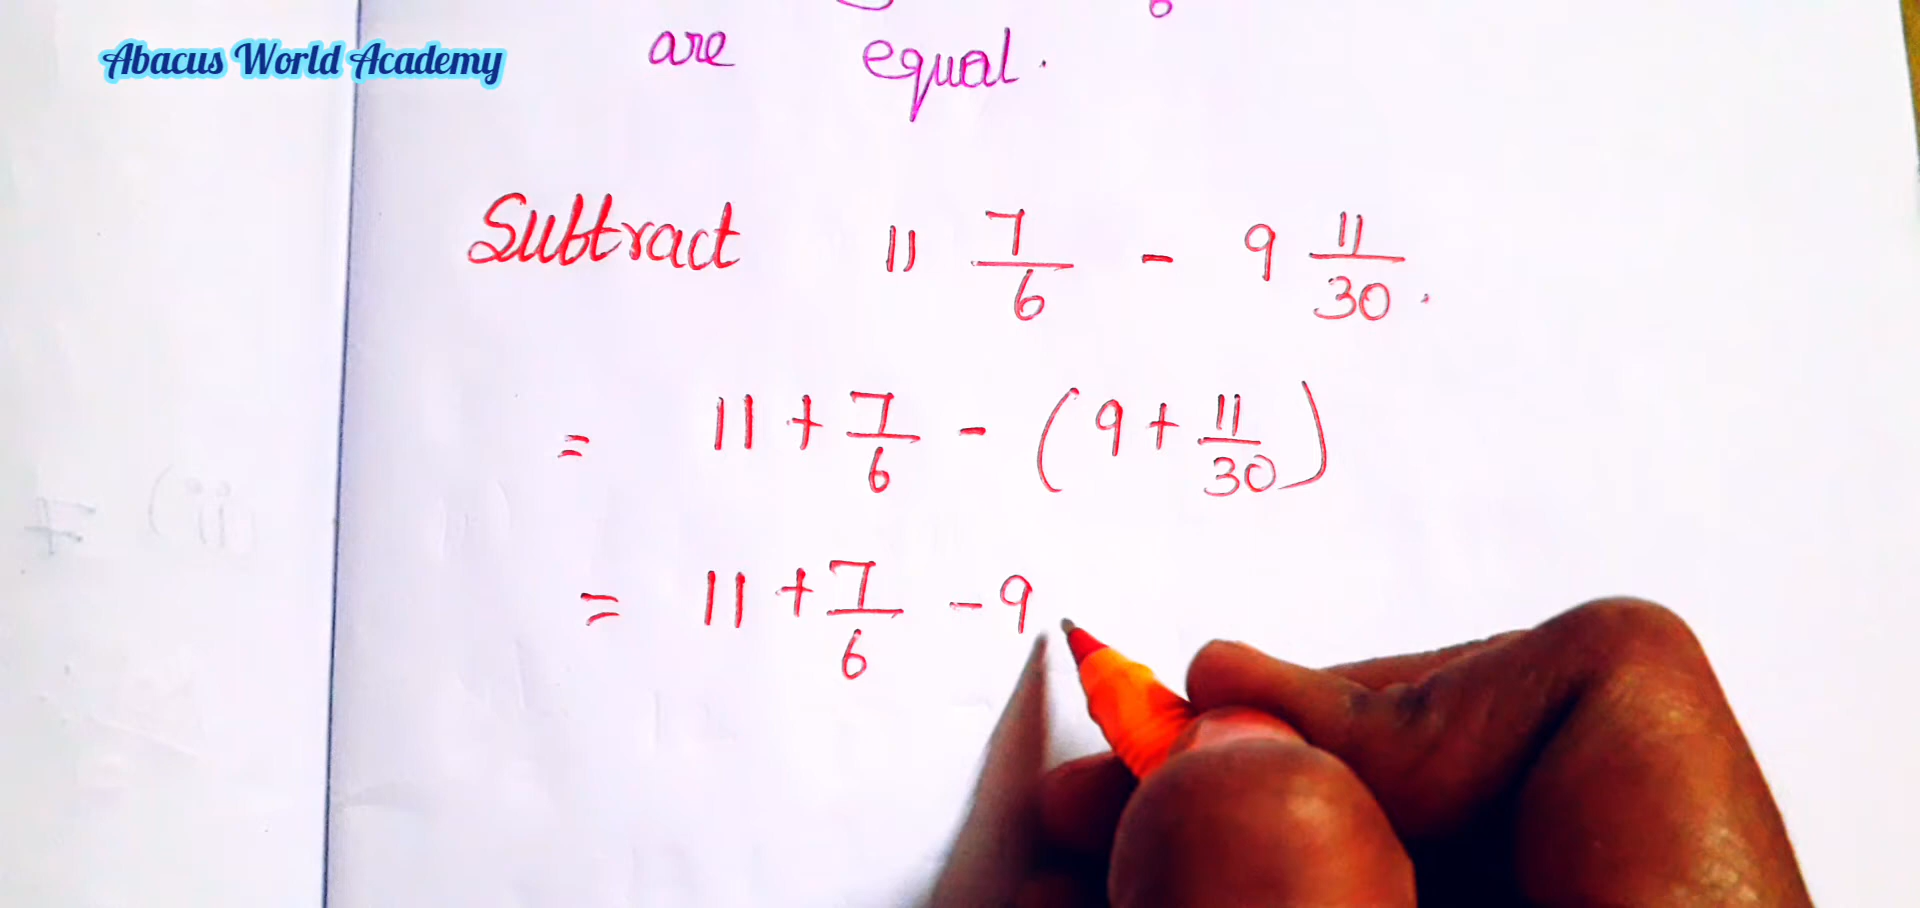 Abacus World Academy
are equal.
Subtract 11 7/6 - 9 11/30.
= 11 + 7/6 - (9 + 11/30)
= 11 + 7/6 - 9